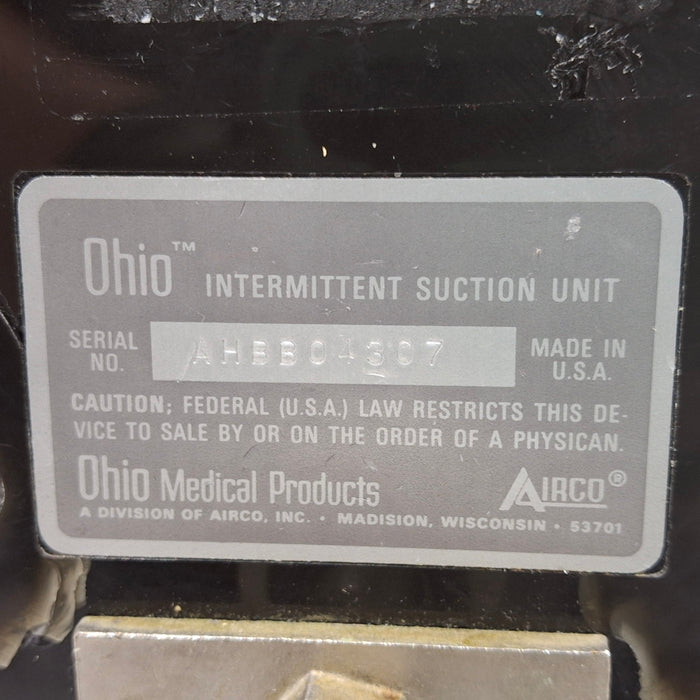 Ohio™ INTERMITTENT SUCTION UNIT
SERIAL NO. AHBB04307 MADE IN U.S.A.
CAUTION; FEDERAL (U.S.A.) LAW RESTRICTS THIS DE-
VICE TO SALE BY OR ON THE ORDER OF A PHYSICAN.
Ohio Medical Products AIRCO®
A DIVISION OF AIRCO, INC. • MADISION, WISCONSIN • 53701